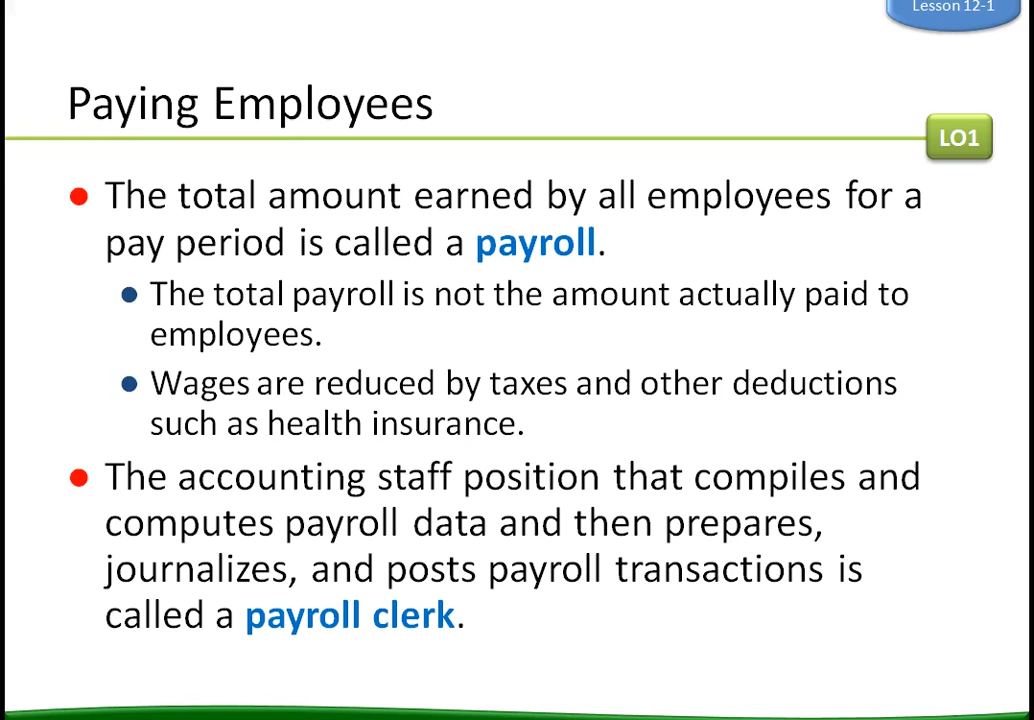 Lesson 12-1
Paying Employees
LO1
● The total amount earned by all employees for a
pay period is called a payroll.
● The total payroll is not the amount actually paid to
employees.
● Wages are reduced by taxes and other deductions
such as health insurance.
● The accounting staff position that compiles and
computes payroll data and then prepares,
journalizes, and posts payroll transactions is
called a payroll clerk.